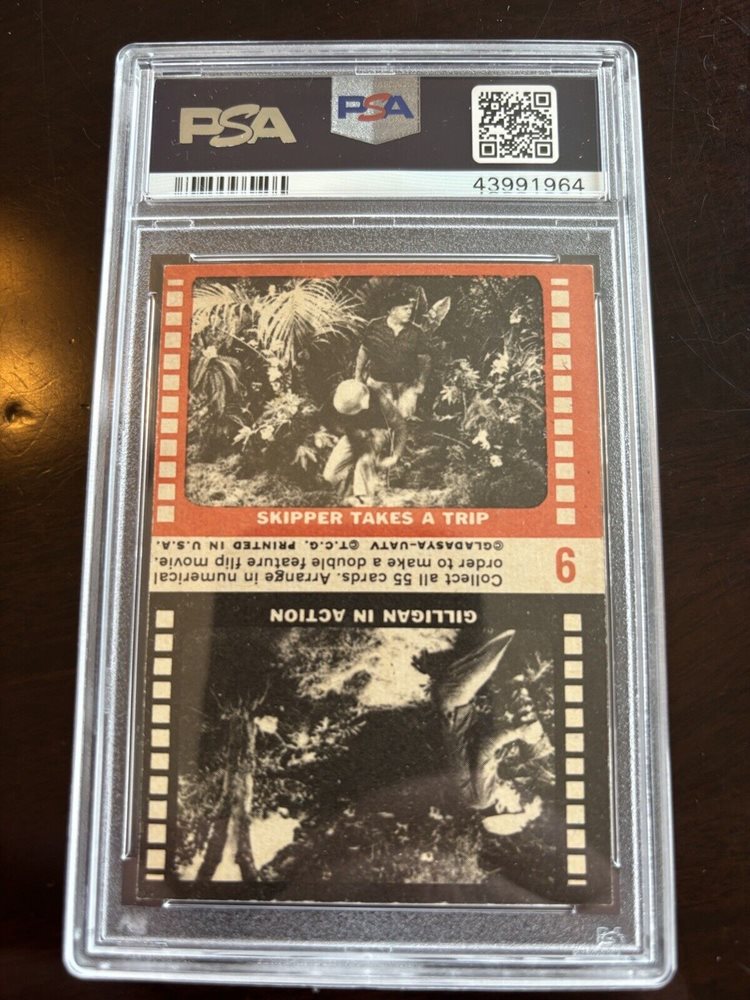 PSA
PSA
43991964
SKIPPER TAKES A TRIP
9
Collect all 55 cards. Arrange in numerical
order to make a double feature flip movie.
©GLADASYA-UATV ©T.C.G. PRINTED IN U.S.A.
GILLIGAN IN ACTION